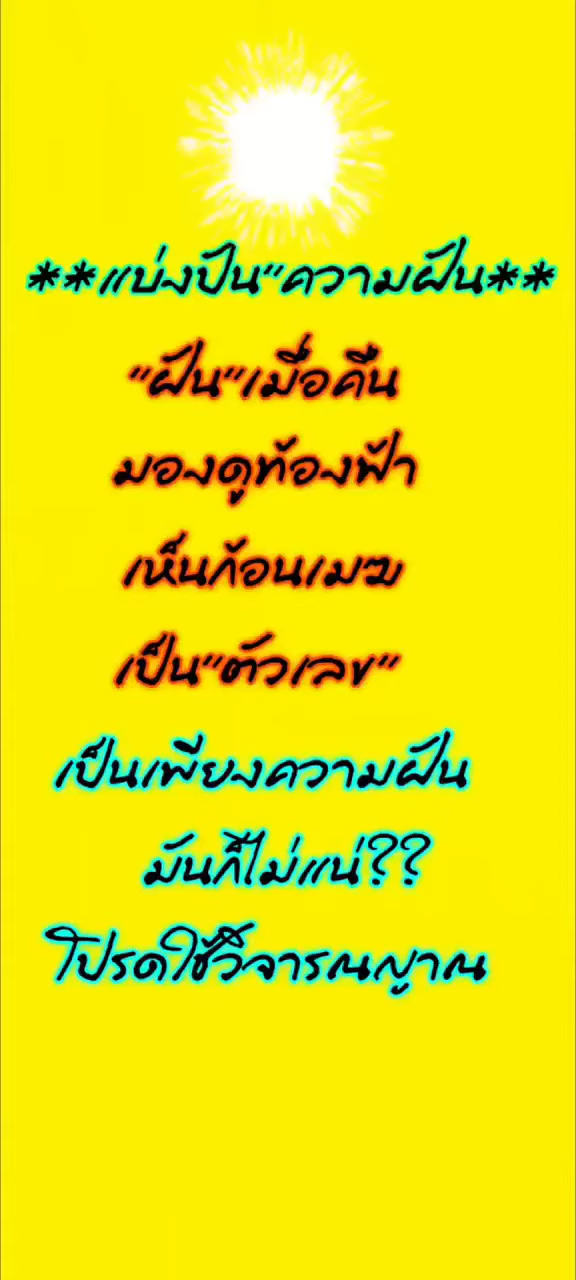 **แบ่งปัน"ความฝัน**
"ฝัน"เมื่อคืน
มองดูท้องฟ้า
เห็นก้อนเมฆ
เป็น"ตัวเลข"
เป็นเพียงความฝัน
มันก็ไม่แน่??
โปรดใช้วิจารณญาณ